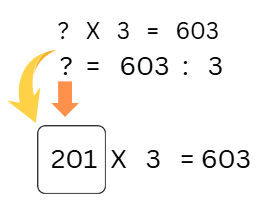 ? X 3 = 603
? = 603 : 3
201 X 3 = 603